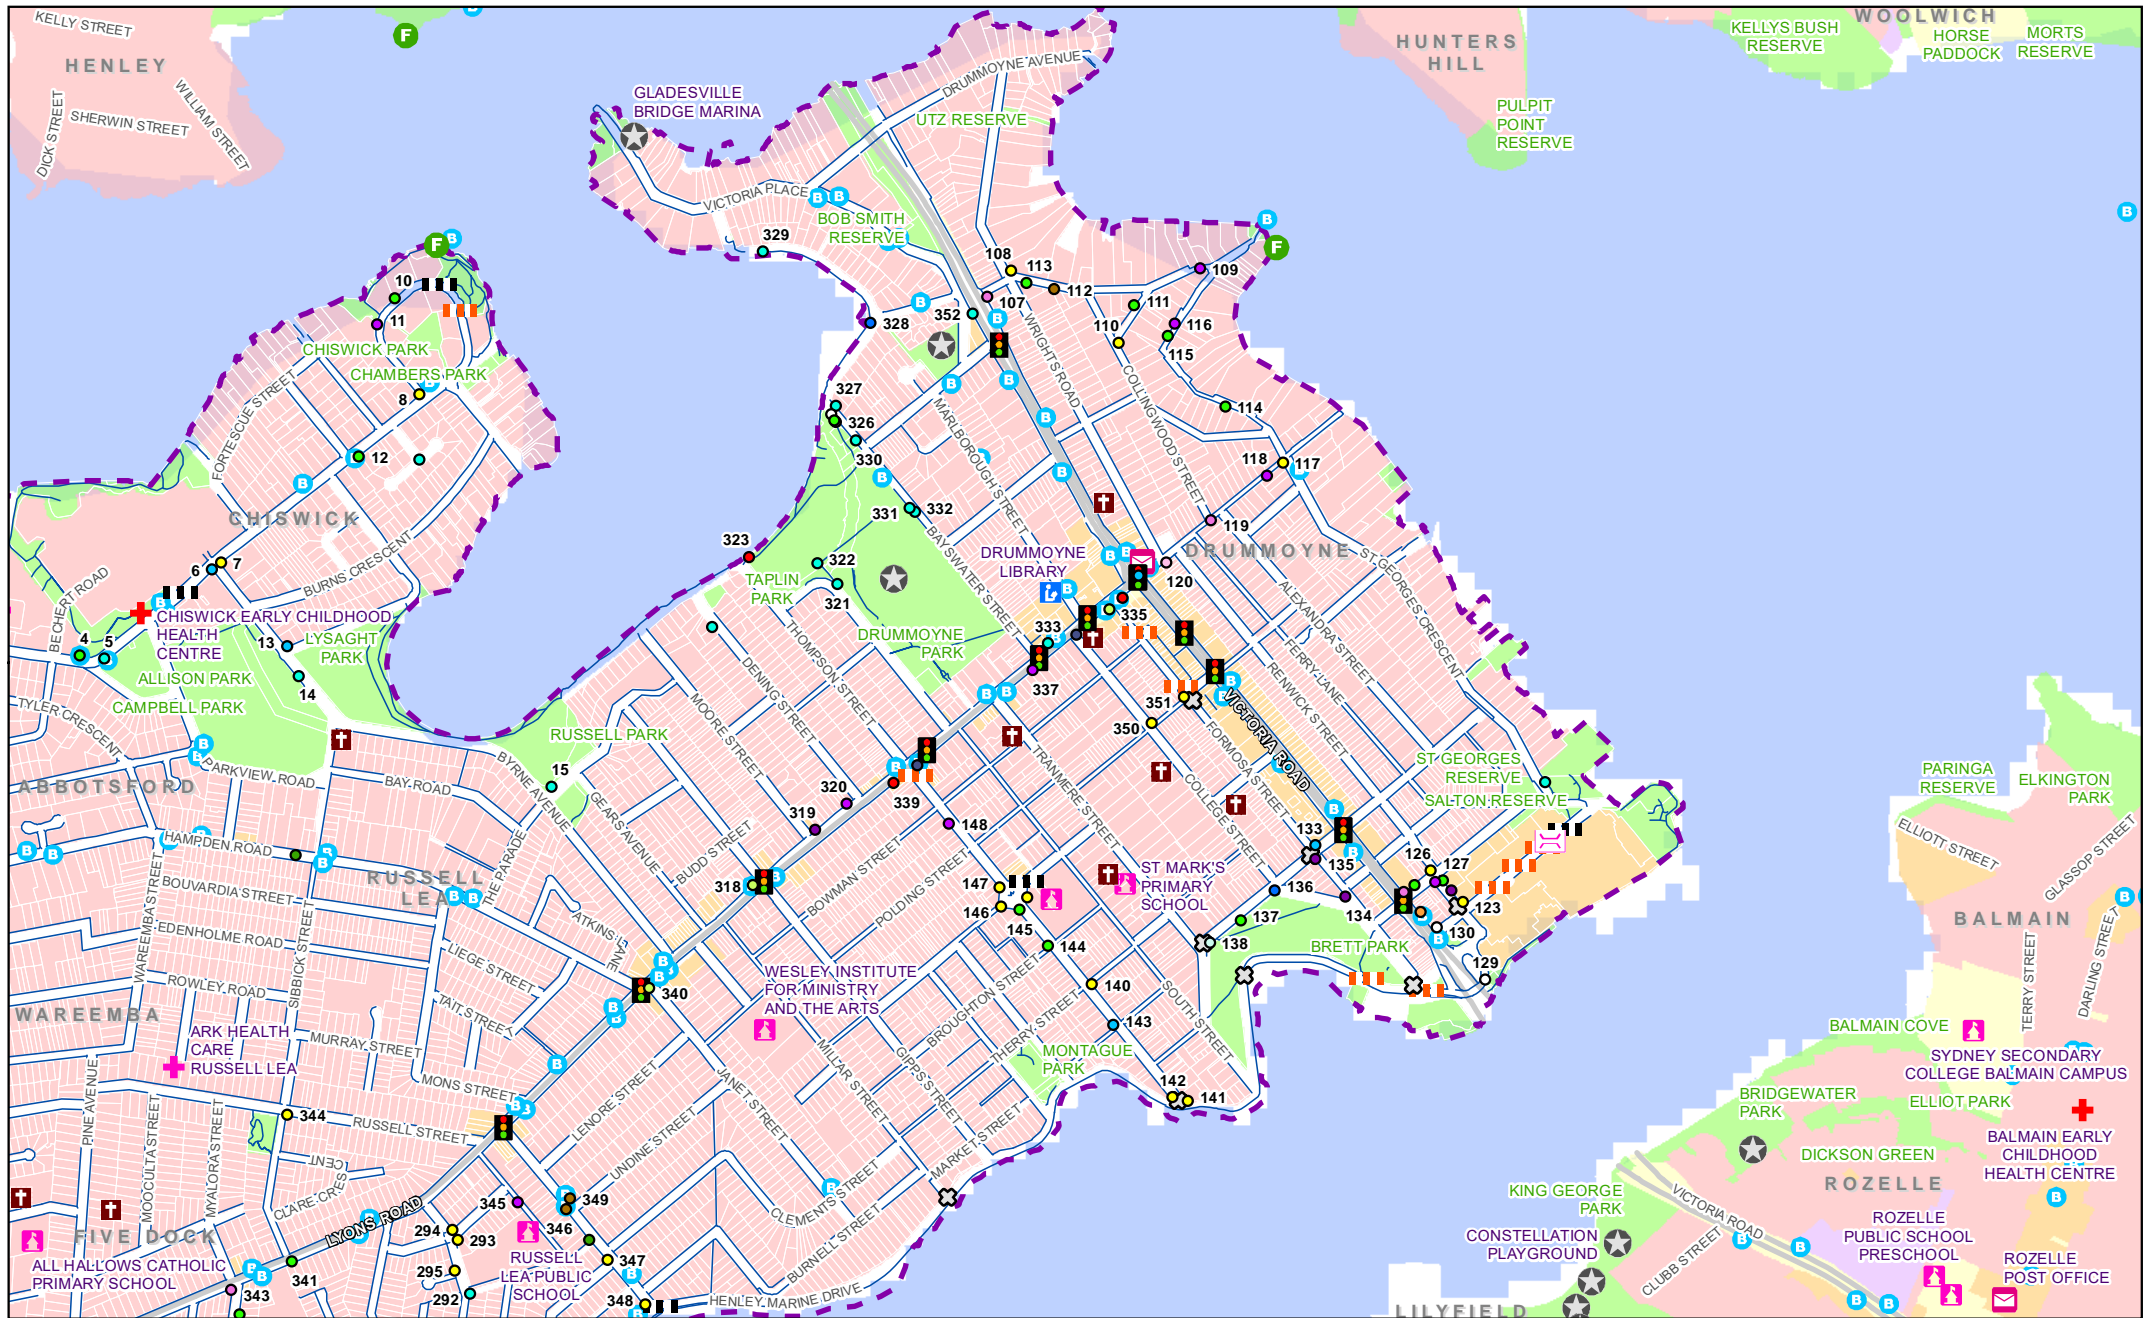 KELLY STREET
HENLEY
DICK STREET
SHERWIN STREET
WILLIAM STREET
F
GLADESVILLE
BRIDGE MARINA
DRUMMOYNE AVENUE
UTZ RESERVE
VICTORIA PLACE
BOB SMITH
RESERVE
HUNTERS
HILL
PULPIT
POINT
RESERVE
KELLYS BUSH
RESERVE
WOOLWICH
HORSE
PADDOCK
MORTS
RESERVE
B
F
F
10
11
CHISWICK PARK
CHAMBERS PARK
8
12
FORTESCUE STREET
CHISWICK
BURNS CRESCENT
6
7
BECHERT ROAD
4
5
CHISWICK EARLY CHILDHOOD
HEALTH
CENTRE
13
14
LYSAGHT
PARK
ALLISON PARK
CAMPBELL PARK
TYLER CRESCENT
329
328
352
108
113
107
112
109
111
110
116
115
114
117
118
119
120
WRIGHTS ROAD
COLLINGWOOD STREET
MARLBOROUGH STREET
327
326
330
331
332
323
322
321
TAPLIN
PARK
DRUMMOYNE
PARK
BAYSWATER STREET
DRUMMOYNE
LIBRARY
DRUMMOYNE
333
335
337
ST GEORGES CRESCENT
ALEXANDRA STREET
FERRY LANE
RENWICK STREET
VICTORIA ROAD
FORMOSA STREET
COLLEGE STREET
TRANMERE STREET
351
350
THOMPSON STREET
DENING STREET
MOORE STREET
RUSSELL PARK
15
BYRNE AVENUE
GEARS AVENUE
THE PARADE
ABBOTSFORD
PARKVIEW ROAD
BAY ROAD
HAMPDEN ROAD
BOUVARDIA STREET
RUSSELL
LEA
EDENHOLME ROAD
ROWLEY ROAD
WAREEMBA STREET
SIBBICK STREET
LIEGE STREET
TAIT STREET
ATKINS LANE
BUDD STREET
320
319
339
318
148
BOWMAN STREET
POLDING STREET
147
146
145
144
140
143
142
141
340
ST MARK'S
PRIMARY
SCHOOL
133
135
136
137
138
134
126
127
123
130
129
BRETT PARK
ST GEORGES
RESERVE
SALTON RESERVE
WESLEY INSTITUTE
FOR MINISTRY
AND THE ARTS
BROUGHTON STREET
THERRY STREET
SOUTH STREET
MONTAGUE
PARK
GIPPS STREET
MILLAR STREET
JANET STREET
MARKET STREET
CLEMENTS STREET
BURNELL STREET
HENLEY MARINE DRIVE
LENORE STREET
UNDINE STREET
WAREEMBA
ARK HEALTH
CARE
RUSSELL LEA
MURRAY STREET
MONS STREET
RUSSELL STREET
344
PINE AVENUE
MOOCULTA STREET
MYALORA STREET
CLARE CRESCENT
LYONS ROAD
FIVE DOCK
ALL HALLOWS CATHOLIC
PRIMARY SCHOOL
341
343
345
294
293
295
292
349
346
347
348
RUSSELL
LEA PUBLIC
SCHOOL
PARINGA
RESERVE
ELKINGTON
PARK
ELLIOTT STREET
GLASSOP STREET
BALMAIN
TERRY STREET
DARLING STREET
BALMAIN COVE
SYDNEY SECONDARY
COLLEGE BALMAIN CAMPUS
BRIDGEWATER
PARK
ELLIOT PARK
DICKSON GREEN
BALMAIN EARLY
CHILDHOOD
HEALTH CENTRE
ROZELLE
KING GEORGE
PARK
CONSTELLATION
PLAYGROUND
VICTORIA ROAD
CLUBB STREET
ROZELLE
PUBLIC SCHOOL
PRESCHOOL
ROZELLE
POST OFFICE
LILYFIELD